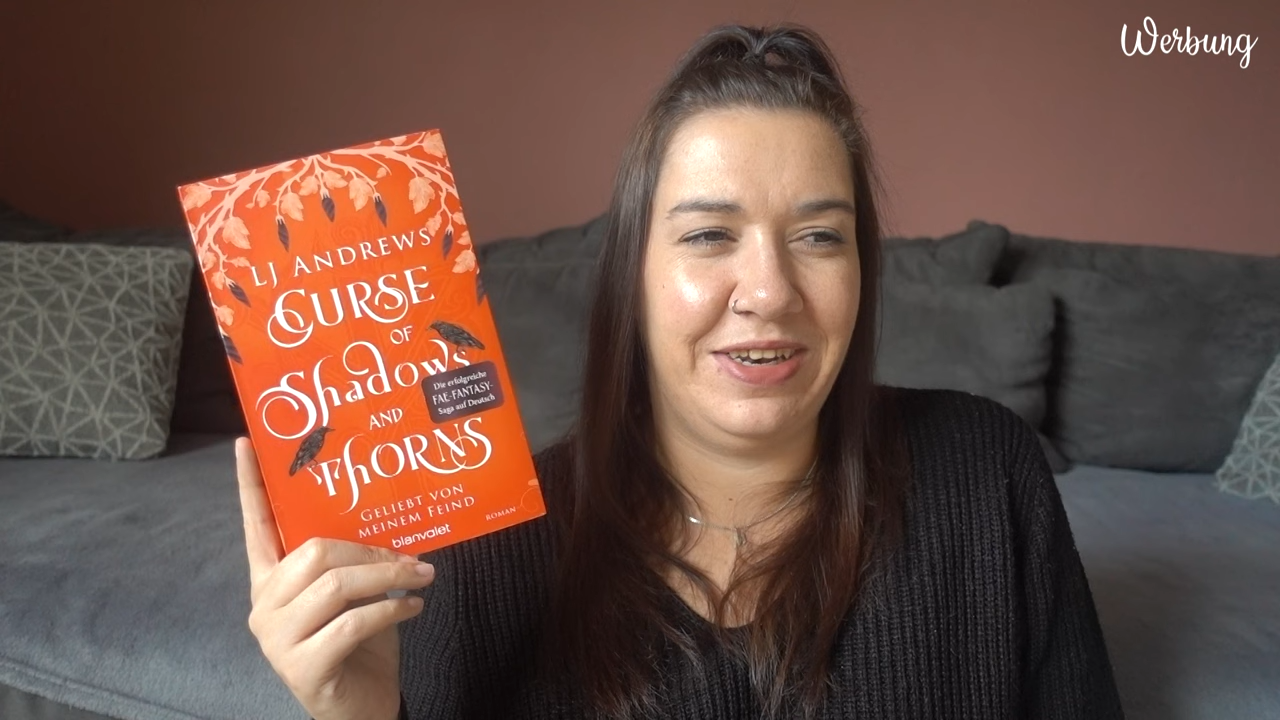 Werbung
LJ ANDREWS
CURSE
OF
Shadows
AND
ThORNS
Die erfolgreiche
FAE-FANTASY-
Saga auf Deutsch
GELIEBT VON
MEINEM FEIND
ROMAN
blanvalet